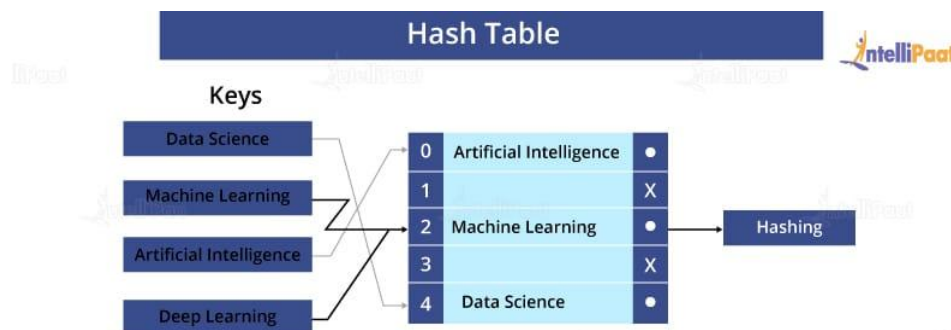 Hash Table
IntelliPaat
Keys
Data Science
Machine Learning
Artificial Intelligence
Deep Learning
0 Artificial Intelligence
1 X
2 Machine Learning
3 X
4 Data Science
Hashing